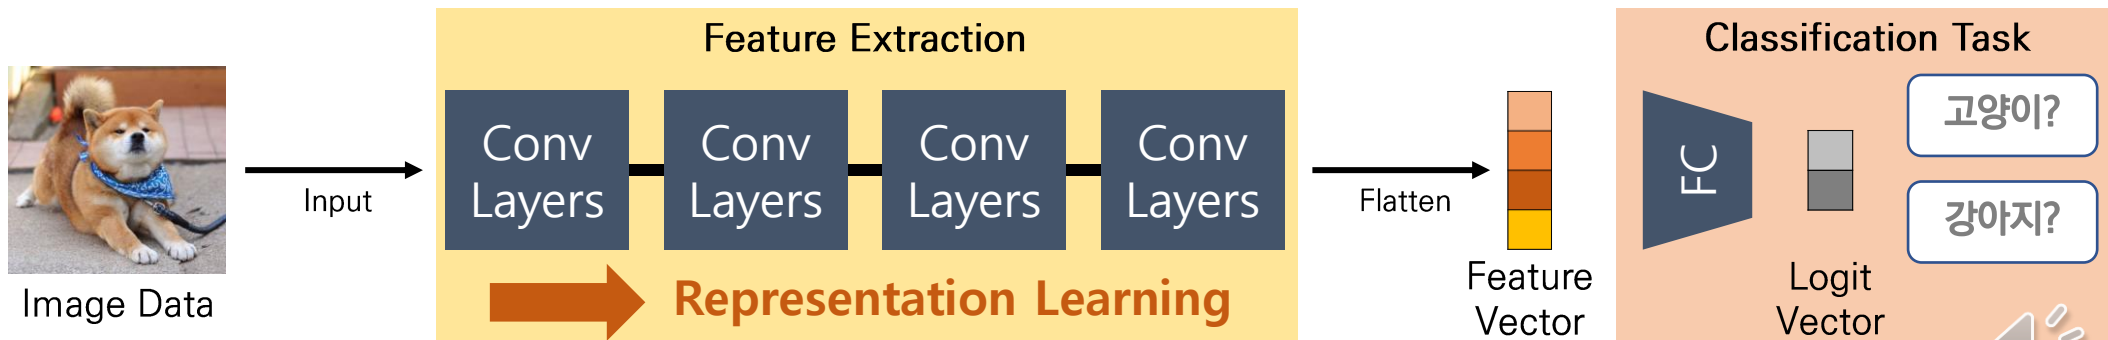 Image Data
Input
Feature Extraction
Conv
Layers
Conv
Layers
Conv
Layers
Conv
Layers
Representation Learning
Flatten
Feature
Vector
Classification Task
FC
Logit
Vector
고양이?
강아지?